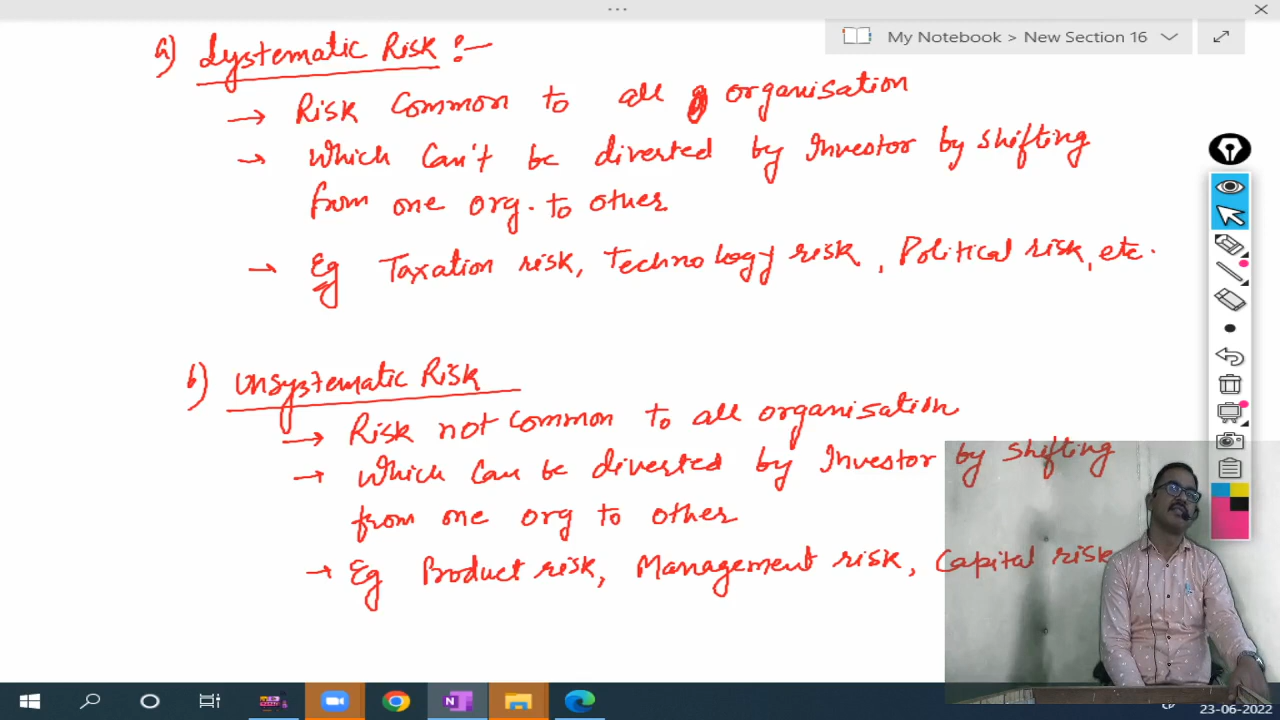 My Notebook > New Section 16
a) Systematic Risk :-
→ Risk common to all organisation
→ which can't be diverted by Investor by shifting
from one org. to other
→ Eg Taxation risk, Technology risk, Political risk, etc.
b) Unsystematic Risk
→ Risk not common to all organisation
→ which can be diverted by Investor by shifting
from one org to other
→ Eg Product risk, Management risk, Capital risk
23-06-2022